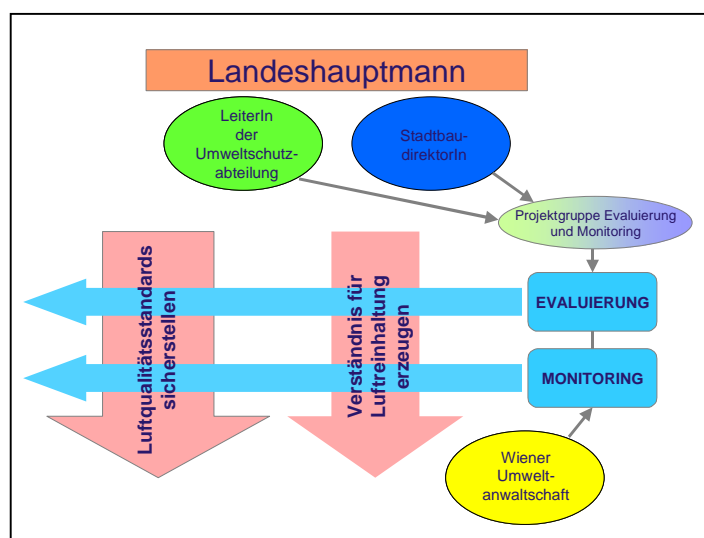 Landeshauptmann
LeiterIn
der
Umweltschutz-
abteilung
Stadtbau-
direktorIn
Projektgruppe Evaluierung
und Monitoring
Luftqualitätsstandards
sicherstellen
Verständnis für
Luftreinhaltung
erzeugen
EVALUIERUNG
MONITORING
Wiener
Umwelt-
anwaltschaft